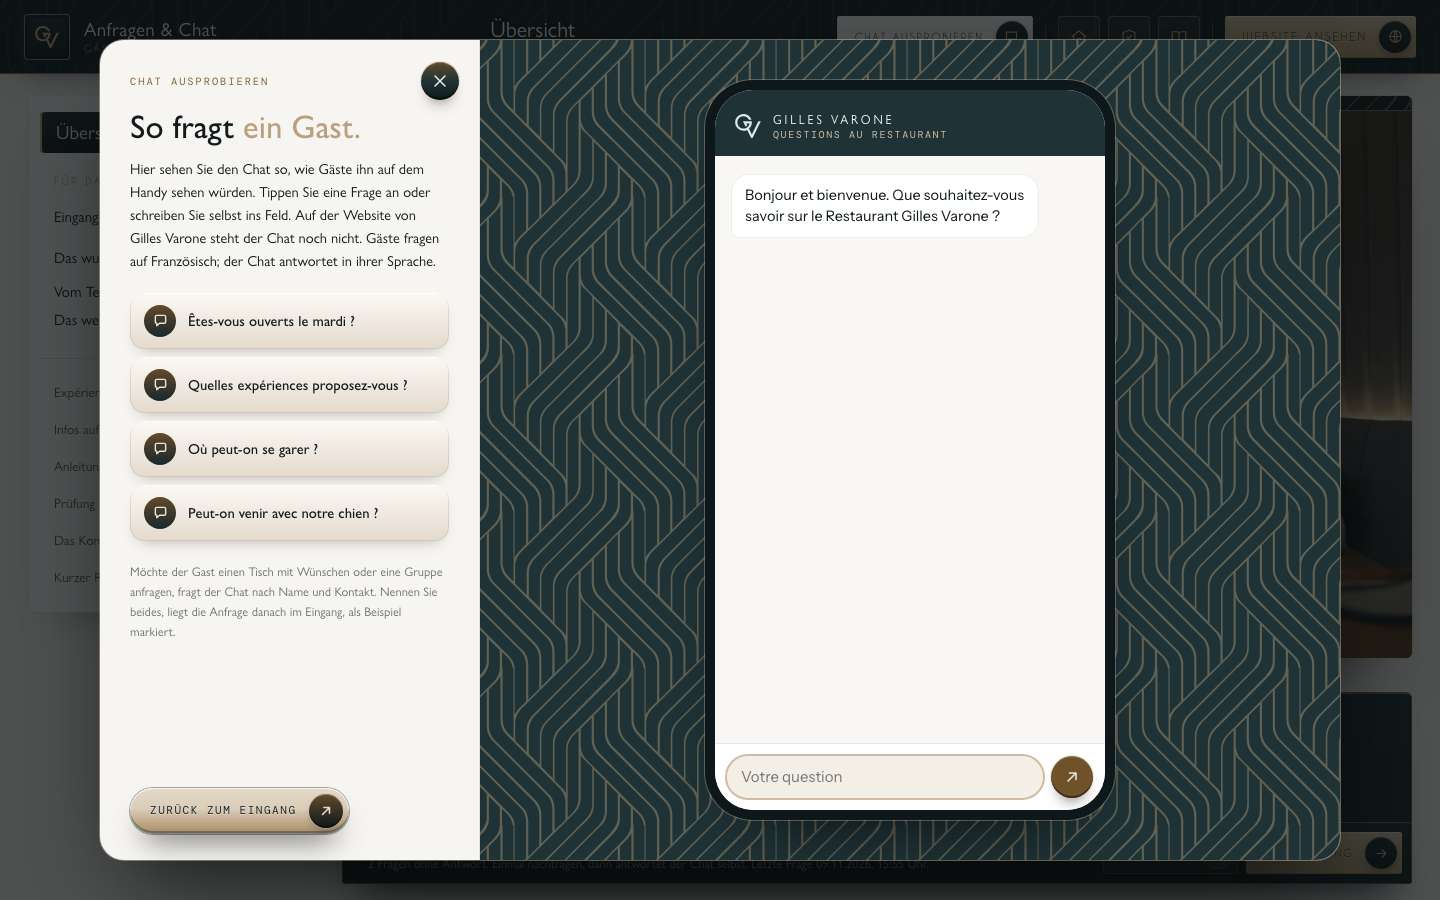 Anfragen & Chat
Übersicht
CHAT AUSPROBIEREN
WEBSITE ANSEHEN
CHAT AUSPROBIEREN
So fragt ein Gast.
Hier sehen Sie den Chat so, wie Gäste ihn auf dem
Handy sehen würden. Tippen Sie eine Frage an oder
schreiben Sie selbst ins Feld. Auf der Website von
Gilles Varone steht der Chat noch nicht. Gäste fragen
auf Französisch; der Chat antwortet in ihrer Sprache.
Êtes-vous ouverts le mardi ?
Quelles expériences proposez-vous ?
Où peut-on se garer ?
Peut-on venir avec notre chien ?
Möchte der Gast einen Tisch mit Wünschen oder eine Gruppe
anfragen, fragt der Chat nach Name und Kontakt. Nennen Sie
beides, liegt die Anfrage danach im Eingang, als Beispiel
markiert.
ZURÜCK ZUM EINGANG
GILLES VARONE
QUESTIONS AU RESTAURANT
Bonjour et bienvenue. Que souhaitez-vous
savoir sur le Restaurant Gilles Varone ?
Votre question
Eingang
Das
Vom
Das
Infos
Prüfung
Das
Kurzer